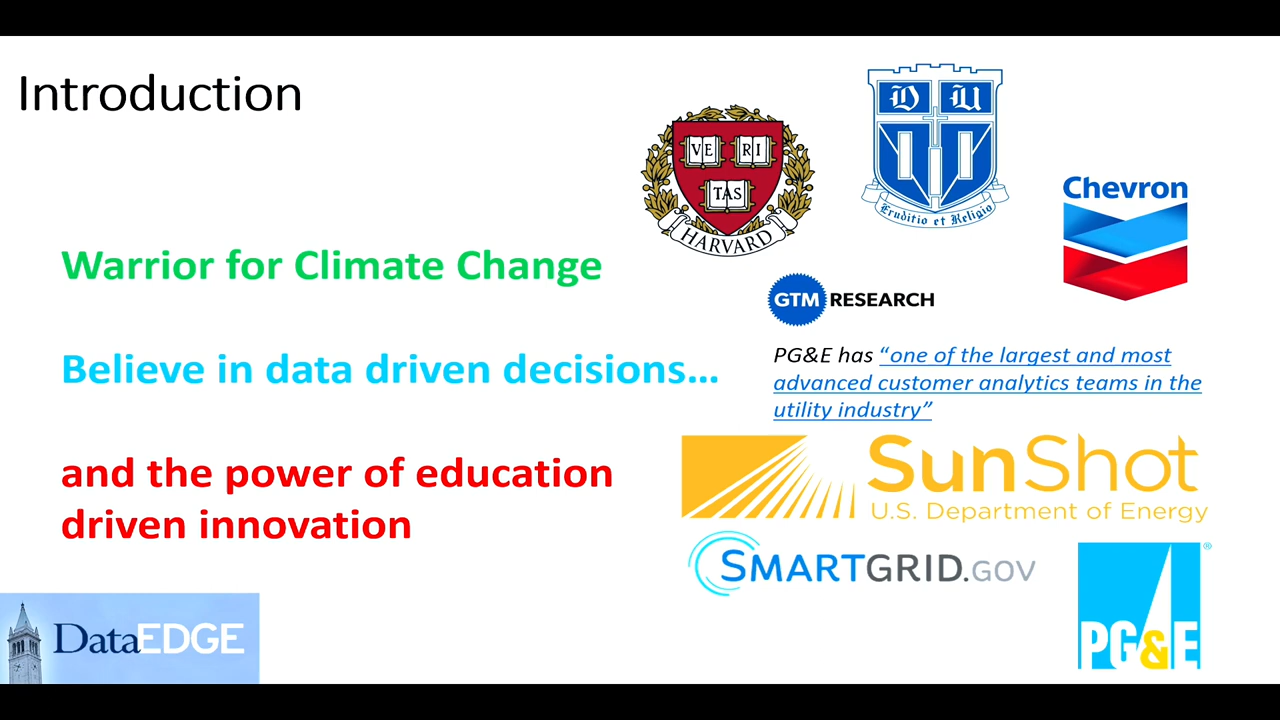 Introduction
Warrior for Climate Change
Believe in data driven decisions...
and the power of education
driven innovation
VE RI
TAS
HARVARD
D U
Eruditio et Religio
Chevron
GTM RESEARCH
PG&E has “one of the largest and most
advanced customer analytics teams in the
utility industry”
SunShot
U.S. Department of Energy
SMARTGRID.GOV
®
PG&E
DataEDGE